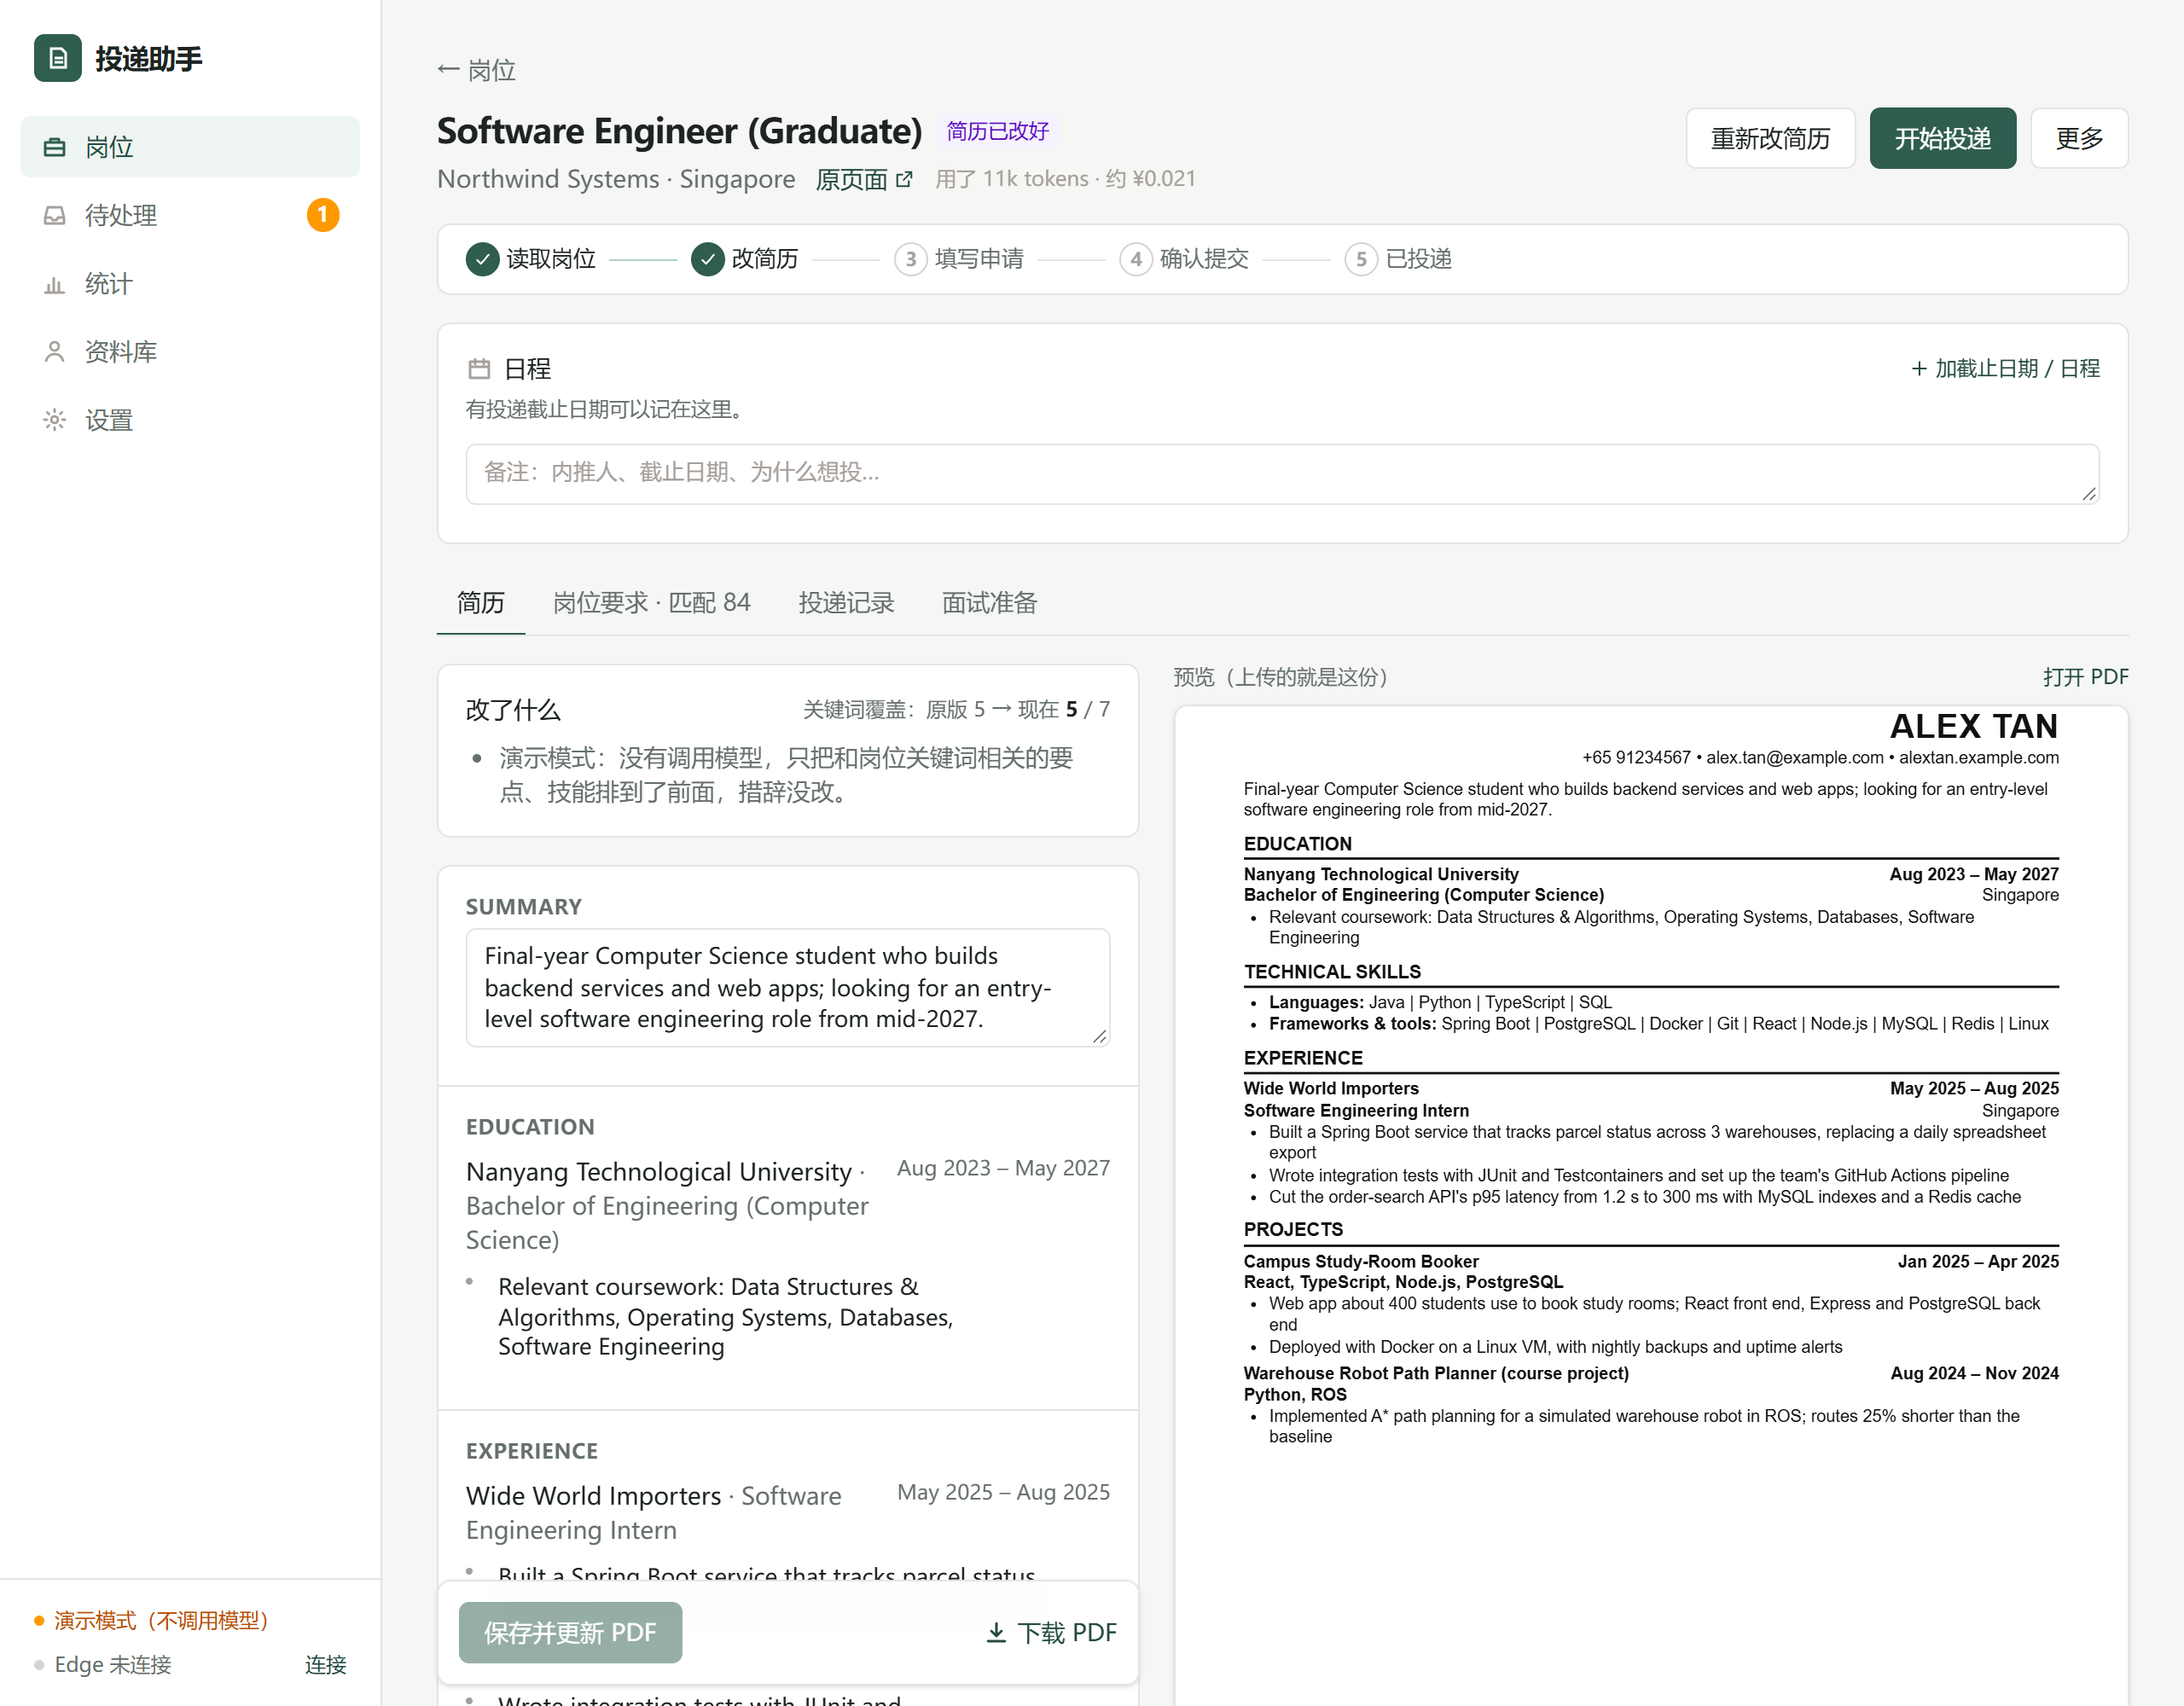 投递助手
岗位
待处理 1
统计
资料库
设置
演示模式（不调用模型）
Edge 未连接 连接
← 岗位
Software Engineer (Graduate) 简历已改好
重新改简历 开始投递 更多
Northwind Systems · Singapore 原页面 用了 11k tokens · 约 ¥0.021
读取岗位 改简历 3 填写申请 4 确认提交 5 已投递
日程 + 加截止日期 / 日程
有投递截止日期可以记在这里。
备注：内推人、截止日期、为什么想投...
简历 岗位要求 · 匹配 84 投递记录 面试准备
改了什么 关键词覆盖：原版 5 → 现在 5 / 7
• 演示模式：没有调用模型，只把和岗位关键词相关的要
点、技能排到了前面，措辞没改。
SUMMARY
Final-year Computer Science student who builds
backend services and web apps; looking for an entry-
level software engineering role from mid-2027.
EDUCATION
Nanyang Technological University · Aug 2023 – May 2027
Bachelor of Engineering (Computer
Science)
• Relevant coursework: Data Structures &
Algorithms, Operating Systems, Databases,
Software Engineering
EXPERIENCE
Wide World Importers · Software May 2025 – Aug 2025
Engineering Intern
• Built a Spring Boot service that tracks parcel status
保存并更新 PDF 下载 PDF
• Wrote integration tests with JUnit and
预览（上传的就是这份） 打开 PDF
ALEX TAN
+65 91234567 • alex.tan@example.com • alextan.example.com
Final-year Computer Science student who builds backend services and web apps; looking for an entry-level
software engineering role from mid-2027.
EDUCATION
Nanyang Technological University Aug 2023 – May 2027
Bachelor of Engineering (Computer Science) Singapore
• Relevant coursework: Data Structures & Algorithms, Operating Systems, Databases, Software
Engineering
TECHNICAL SKILLS
• Languages: Java | Python | TypeScript | SQL
• Frameworks & tools: Spring Boot | PostgreSQL | Docker | Git | React | Node.js | MySQL | Redis | Linux
EXPERIENCE
Wide World Importers May 2025 – Aug 2025
Software Engineering Intern Singapore
• Built a Spring Boot service that tracks parcel status across 3 warehouses, replacing a daily spreadsheet
export
• Wrote integration tests with JUnit and Testcontainers and set up the team's GitHub Actions pipeline
• Cut the order-search API's p95 latency from 1.2 s to 300 ms with MySQL indexes and a Redis cache
PROJECTS
Campus Study-Room Booker Jan 2025 – Apr 2025
React, TypeScript, Node.js, PostgreSQL
• Web app about 400 students use to book study rooms; React front end, Express and PostgreSQL back
end
• Deployed with Docker on a Linux VM, with nightly backups and uptime alerts
Warehouse Robot Path Planner (course project) Aug 2024 – Nov 2024
Python, ROS
• Implemented A* path planning for a simulated warehouse robot in ROS; routes 25% shorter than the
baseline